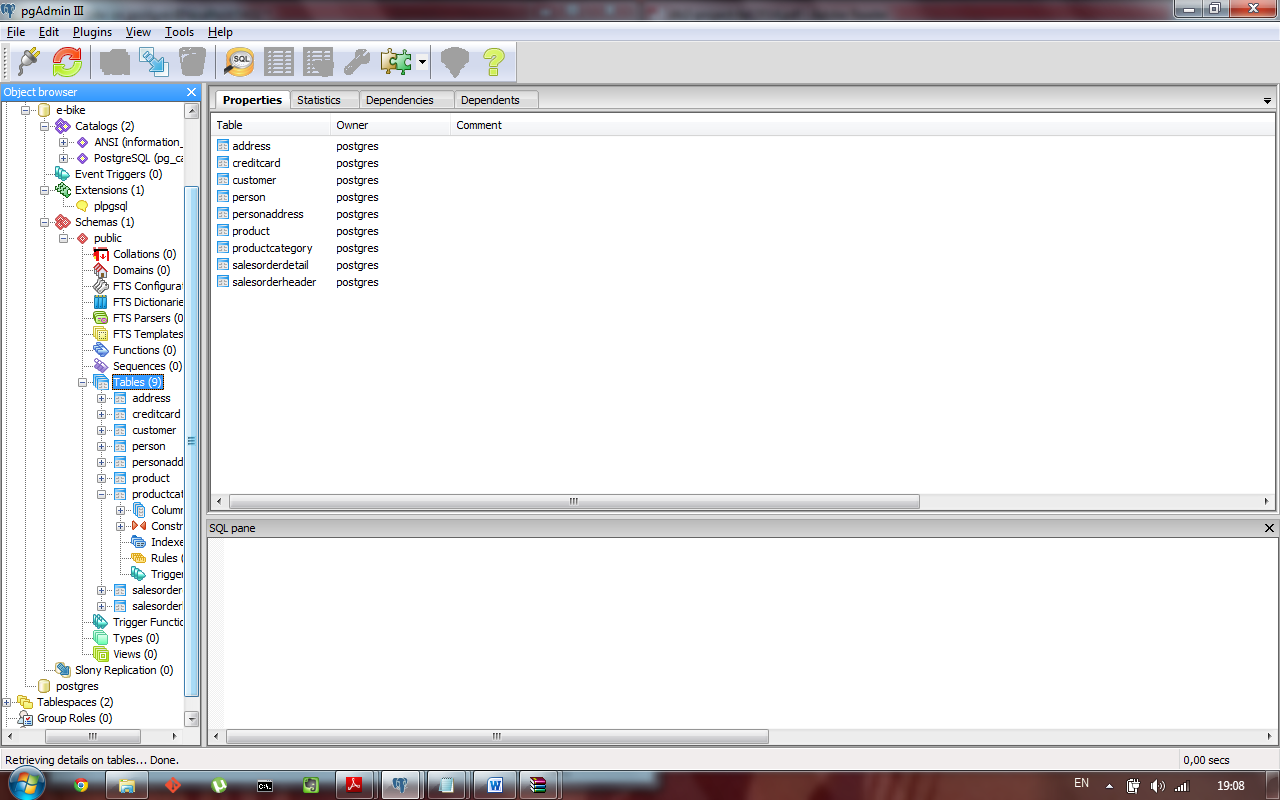 pgAdmin III
File Edit Plugins View Tools Help
SQL
Object browser
e-bike
Catalogs (2)
ANSI (information_
PostgreSQL (pg_ca
Event Triggers (0)
Extensions (1)
plpgsql
Schemas (1)
public
Collations (0)
Domains (0)
FTS Configurat
FTS Dictionarie
FTS Parsers (0
FTS Templates
Functions (0)
Sequences (0)
Tables (9)
address
creditcard
customer
person
personadd
product
productcat
Column
Constr
Indexe
Rules (
Trigger
salesorder
salesorder
Trigger Functio
Types (0)
Views (0)
Slony Replication (0)
postgres
Tablespaces (2)
Group Roles (0)
Properties Statistics Dependencies Dependents
Table Owner Comment
address postgres
creditcard postgres
customer postgres
person postgres
personaddress postgres
product postgres
productcategory postgres
salesorderdetail postgres
salesorderheader postgres
SQL pane
Retrieving details on tables... Done. 0,00 secs
EN 19:08